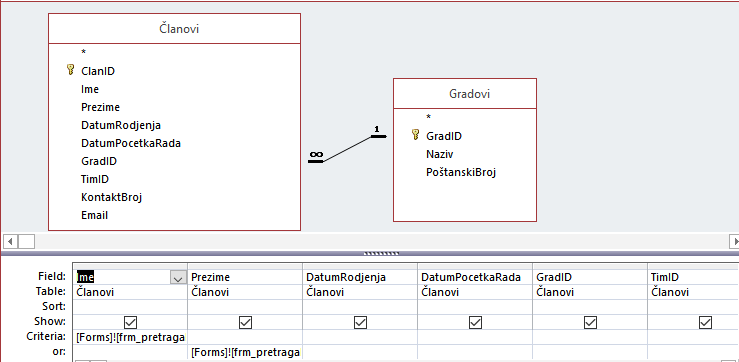 Članovi
*
ClanID
Ime
Prezime
DatumRodjenja
DatumPocetkaRada
GradID
TimID
KontaktBroj
Email
∞
1
Gradovi
*
GradID
Naziv
PoštanskiBroj
Field: Ime Prezime DatumRodjenja DatumPocetkaRada GradID TimID
Table: Članovi Članovi Članovi Članovi Članovi Članovi
Sort:
Show:
Criteria: [Forms]![frm_pretraga
or: [Forms]![frm_pretraga